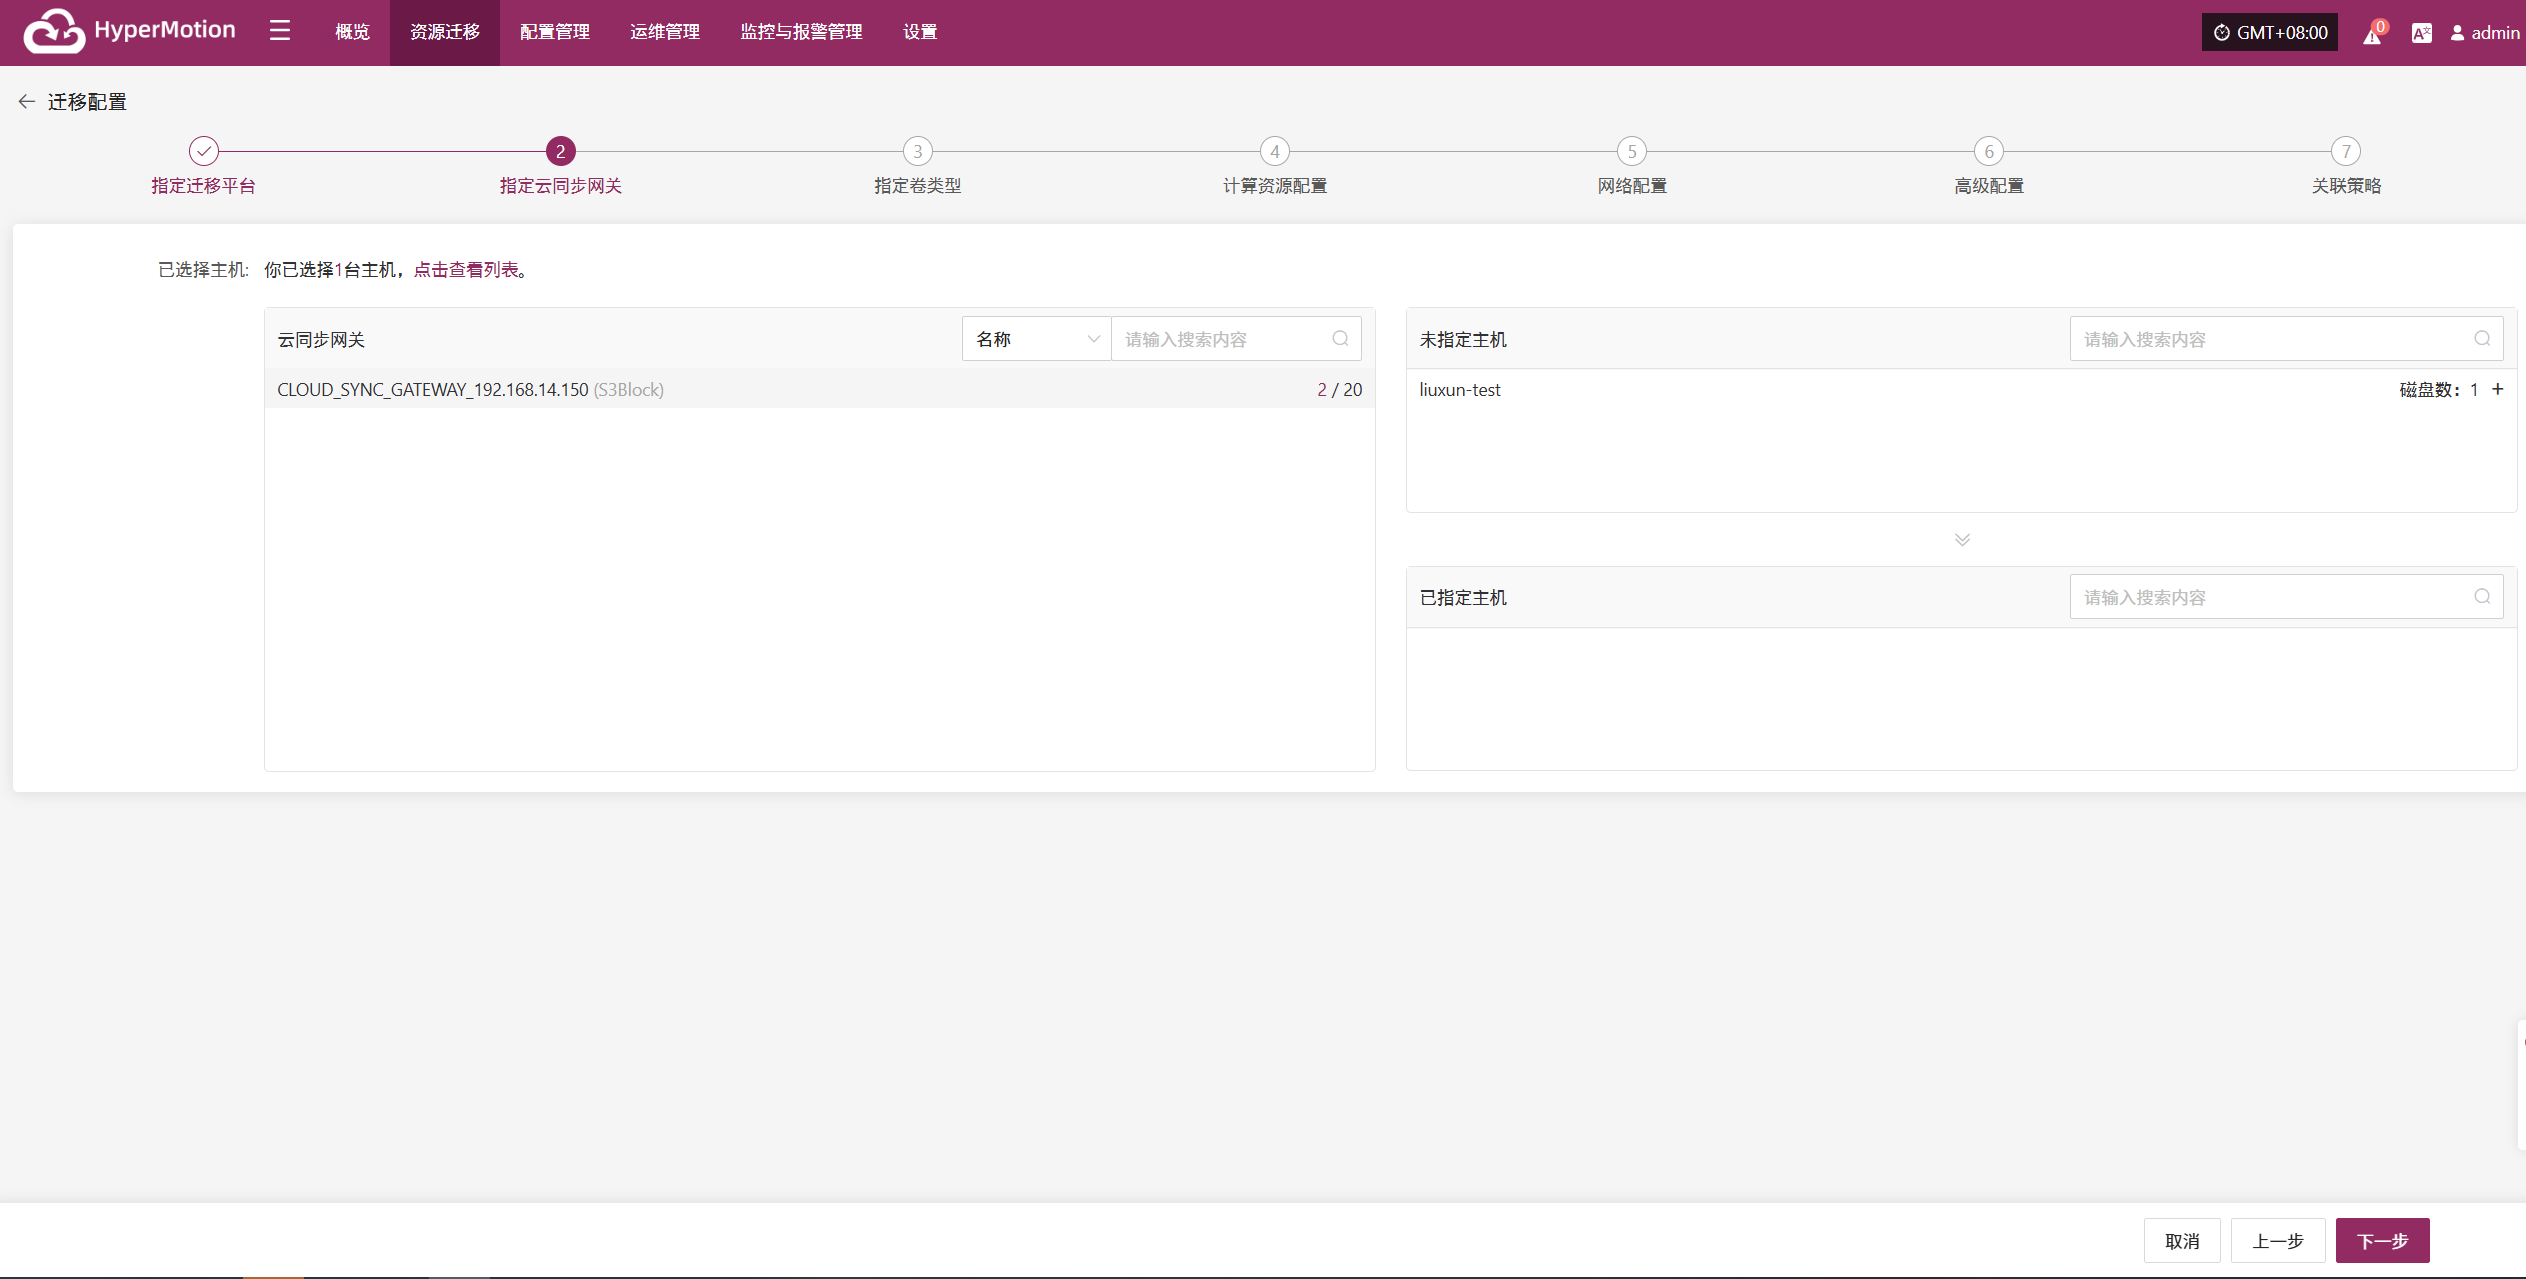 HyperMotion 概览 资源迁移 配置管理 运维管理 监控与报警管理 设置 GMT+08:00 0 admin
迁移配置
2 3 4 5 6 7
指定迁移平台 指定云同步网关 指定卷类型 计算资源配置 网络配置 高级配置 关联策略
已选择主机: 你已选择1台主机，点击查看列表。
云同步网关 名称 请输入搜索内容
CLOUD_SYNC_GATEWAY_192.168.14.150 (S3Block) 2 / 20
未指定主机 请输入搜索内容
liuxun-test 磁盘数：1 +
已指定主机 请输入搜索内容
取消 上一步 下一步